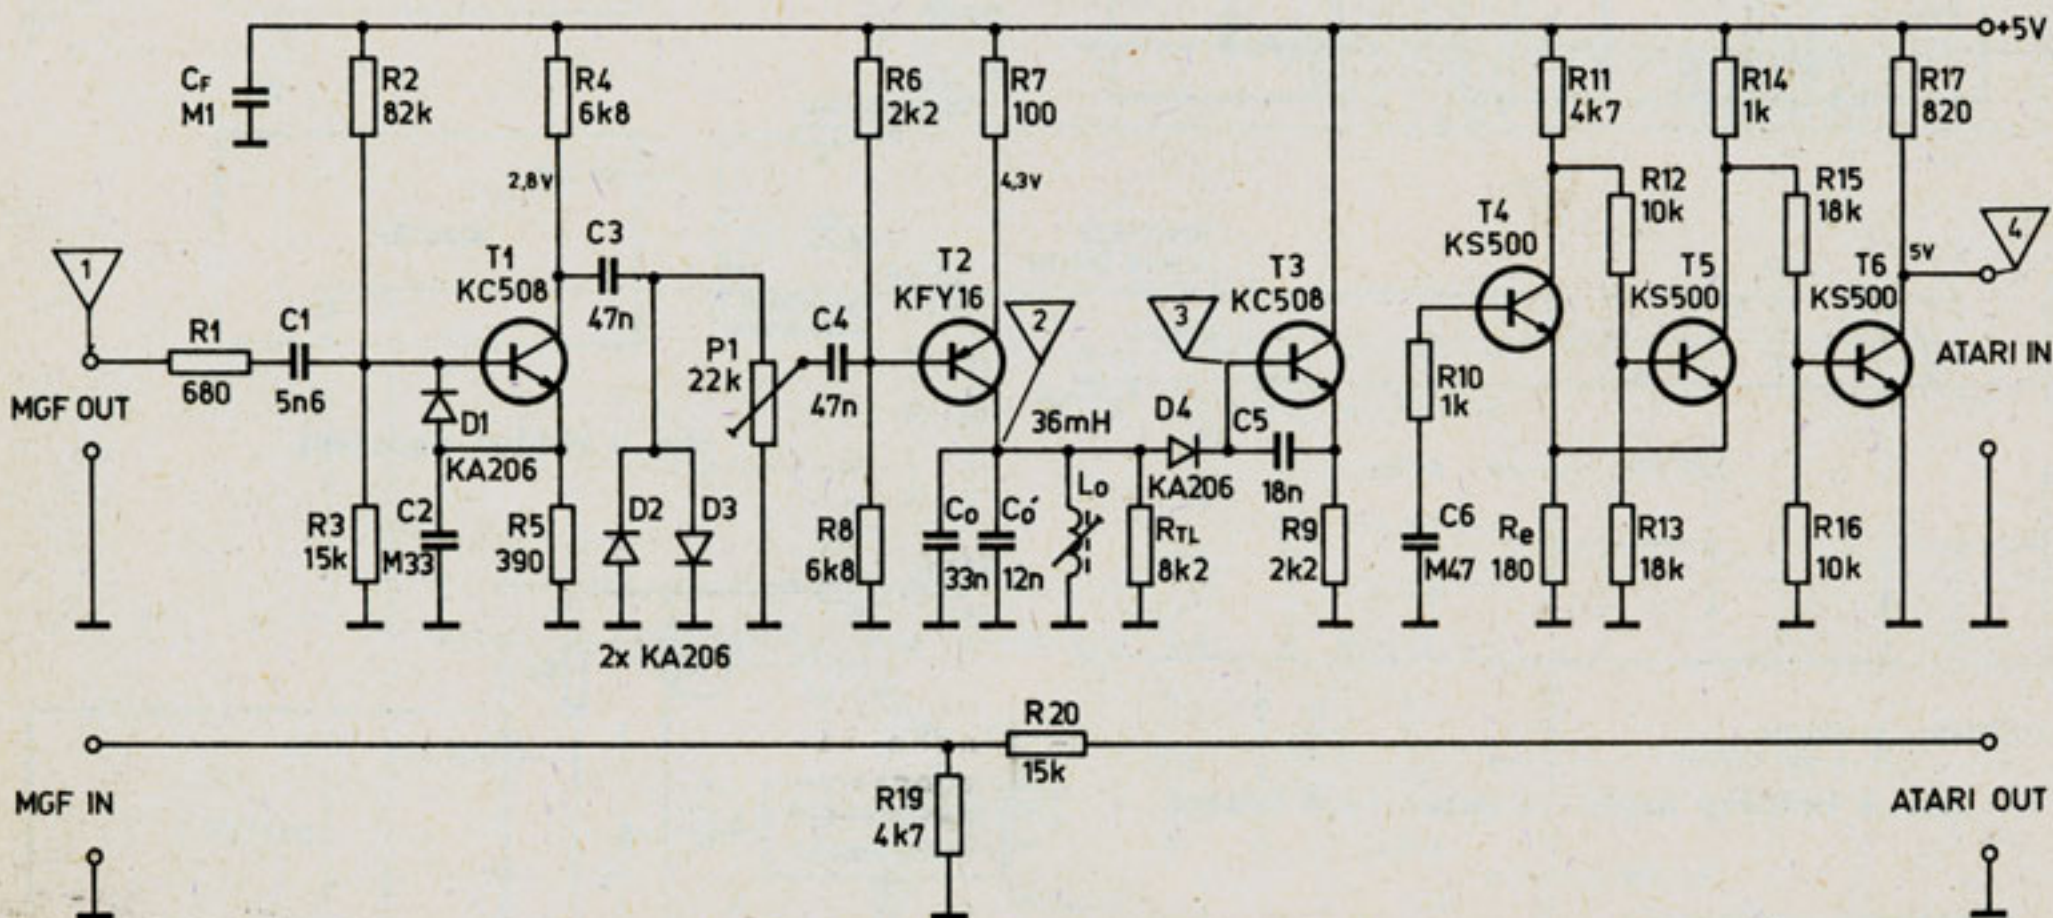 +5V
CF
M1
R2
82k
R4
6k8
R6
2k2
R7
100
R11
4k7
R14
1k
R17
820
2,8V
4,3V
R12
10k
R15
18k
1
T1
KC508
C3
47n
T2
KFY16
2
3
T3
KC508
T4
KS500
T5
KS500
T6
KS500
5V
4
R1
680
C1
5n6
P1
22k
C4
47n
MGF OUT
ATARI IN
D1
KA206
36mH
D4
KA206
C5
18n
R10
1k
R3
15k
C2
M33
R5
390
D2
D3
2x KA206
R8
6k8
Co
33n
Co'
12n
Lo
RTL
8k2
R9
2k2
C6
M47
Re
180
R13
18k
R16
10k
R20
15k
MGF IN
R19
4k7
ATARI OUT